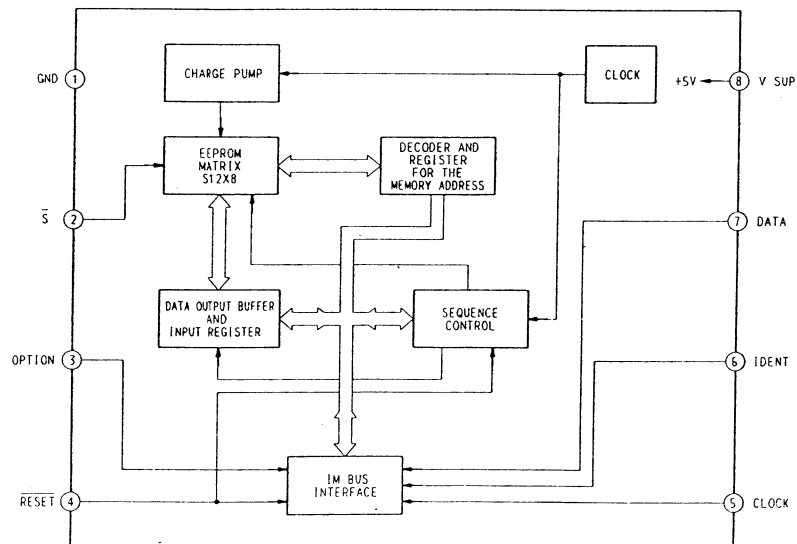 CHARGE PUMP
CLOCK
GND 1
+5V
8 V SUP
EEPROM
MATRIX
512X8
DECODER AND
REGISTER
FOR THE
MEMORY ADDRESS
S 2
7 DATA
DATA OUTPUT BUFFER
AND
INPUT REGISTER
SEQUENCE
CONTROL
OPTION 3
6 IDENT
IM BUS
INTERFACE
RESET 4
5 CLOCK